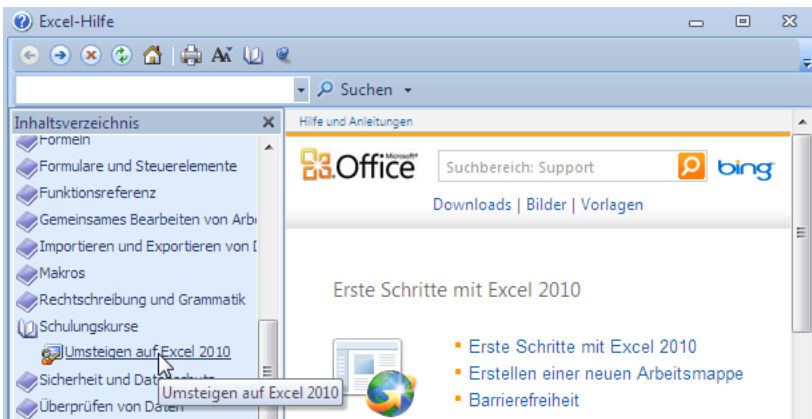 Excel-Hilfe
Suchen
Inhaltsverzeichnis
Formeln
Formulare und Steuerelemente
Funktionsreferenz
Gemeinsames Bearbeiten von Arb
Importieren und Exportieren von D
Makros
Rechtschreibung und Grammatik
Schulungskurse
Umsteigen auf Excel 2010
Sicherheit und
Umsteigen auf Excel 2010
Überprüfen von Daten
Hilfe und Anleitungen
Microsoft
Office
Suchbereich: Support
bing
Downloads | Bilder | Vorlagen
Erste Schritte mit Excel 2010
Erste Schritte mit Excel 2010
Erstellen einer neuen Arbeitsmappe
Barrierefreiheit